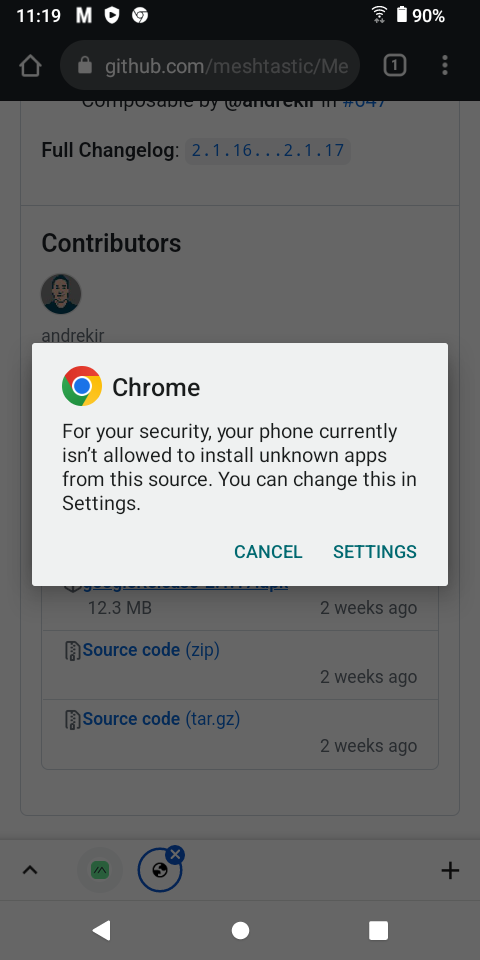 11:19 M 90%
github.com/meshtastic/Me 1
Composable by @andrekir in #647
Full Changelog: 2.1.16...2.1.17
Contributors
andrekir
Chrome
For your security, your phone currently
isn't allowed to install unknown apps
from this source. You can change this in
Settings.
CANCEL SETTINGS
12.3 MB 2 weeks ago
Source code (zip)
2 weeks ago
Source code (tar.gz)
2 weeks ago